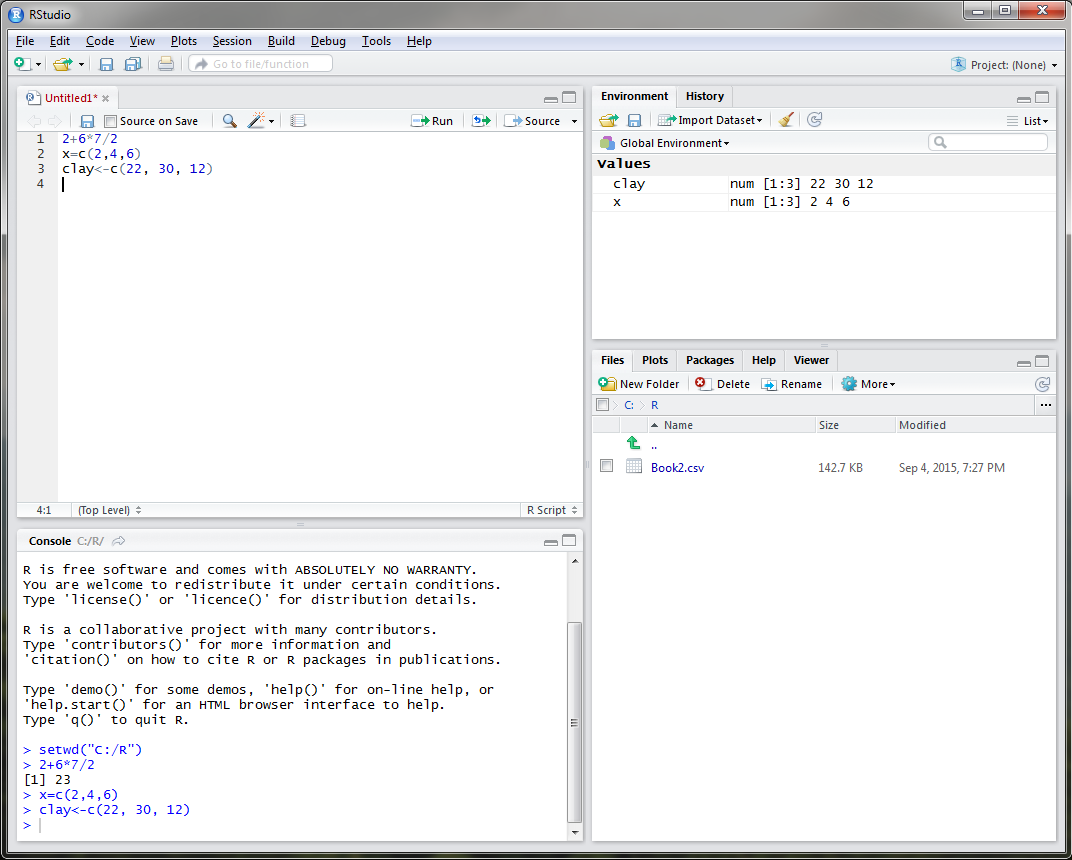 RStudio
File Edit Code View Plots Session Build Debug Tools Help
Go to file/function
Project: (None)
Untitled1*
Source on Save
Run
Source
1 2+6*7/2
2 x=c(2,4,6)
3 clay<-c(22, 30, 12)
4
4:1 (Top Level) R Script
Console C:/R/
R is free software and comes with ABSOLUTELY NO WARRANTY.
You are welcome to redistribute it under certain conditions.
Type 'license()' or 'licence()' for distribution details.
R is a collaborative project with many contributors.
Type 'contributors()' for more information and
'citation()' on how to cite R or R packages in publications.
Type 'demo()' for some demos, 'help()' for on-line help, or
'help.start()' for an HTML browser interface to help.
Type 'q()' to quit R.
> setwd("C:/R")
> 2+6*7/2
[1] 23
> x=c(2,4,6)
> clay<-c(22, 30, 12)
>
Environment History
Import Dataset List
Global Environment
Values
clay num [1:3] 22 30 12
x num [1:3] 2 4 6
Files Plots Packages Help Viewer
New Folder Delete Rename More
C: R ...
Name Size Modified
..
Book2.csv 142.7 KB Sep 4, 2015, 7:27 PM